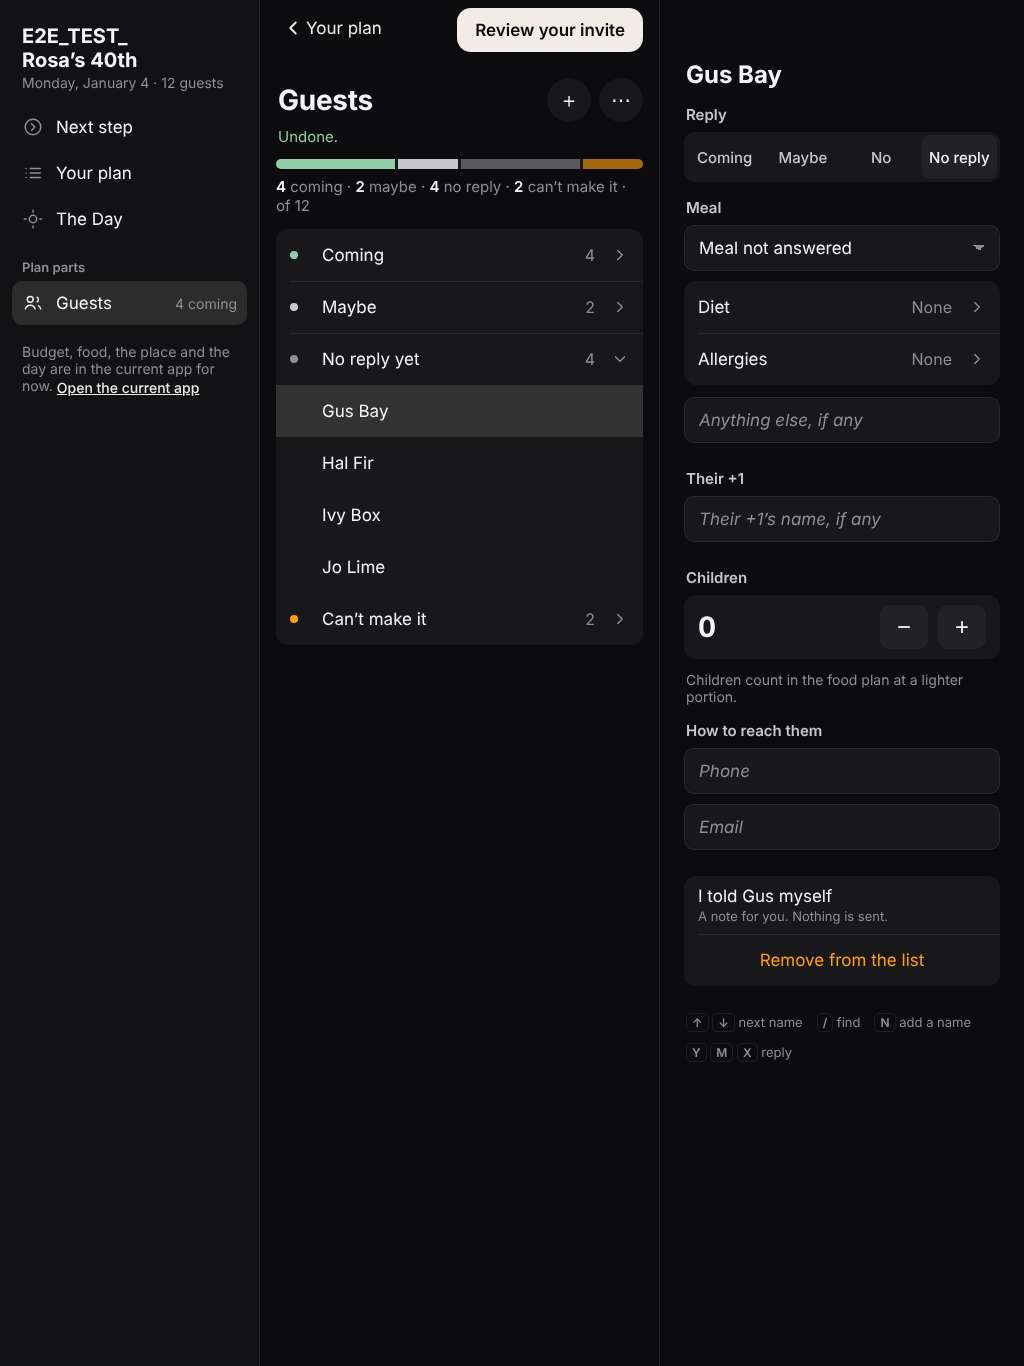 E2E_TEST_
Rosa’s 40th
Monday, January 4 · 12 guests
Next step
Your plan
The Day
Plan parts
Guests 4 coming
Budget, food, the place and the
day are in the current app for
now. Open the current app
Your plan
Review your invite
Guests
+ ···
Undone.
4 coming · 2 maybe · 4 no reply · 2 can’t make it ·
of 12
Coming 4
Maybe 2
No reply yet 4
Gus Bay
Hal Fir
Ivy Box
Jo Lime
Can’t make it 2
Gus Bay
Reply
Coming Maybe No No reply
Meal
Meal not answered
Diet None
Allergies None
Anything else, if any
Their +1
Their +1’s name, if any
Children
0 − +
Children count in the food plan at a lighter
portion.
How to reach them
Phone
Email
I told Gus myself
A note for you. Nothing is sent.
Remove from the list
↑ ↓ next name / find N add a name
Y M X reply